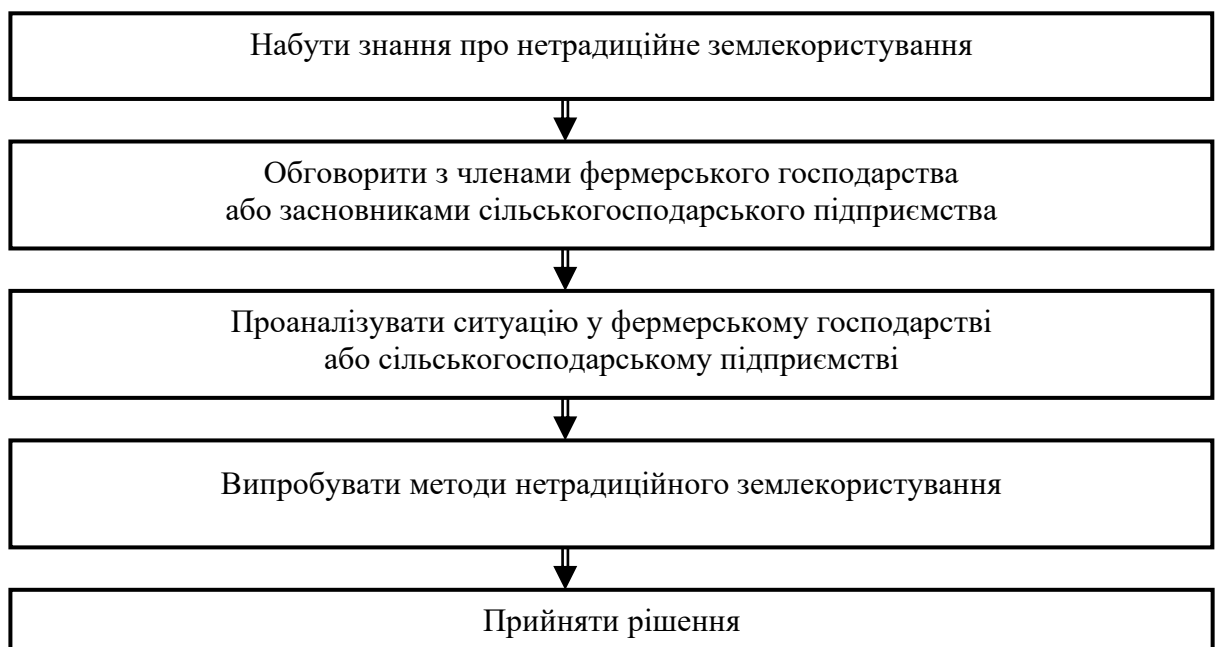 Набути знання про нетрадиційне землекористування
Обговорити з членами фермерського господарства
або засновниками сільськогосподарського підприємства
Проаналізувати ситуацію у фермерському господарстві
або сільськогосподарському підприємстві
Випробувати методи нетрадиційного землекористування
Прийняти рішення